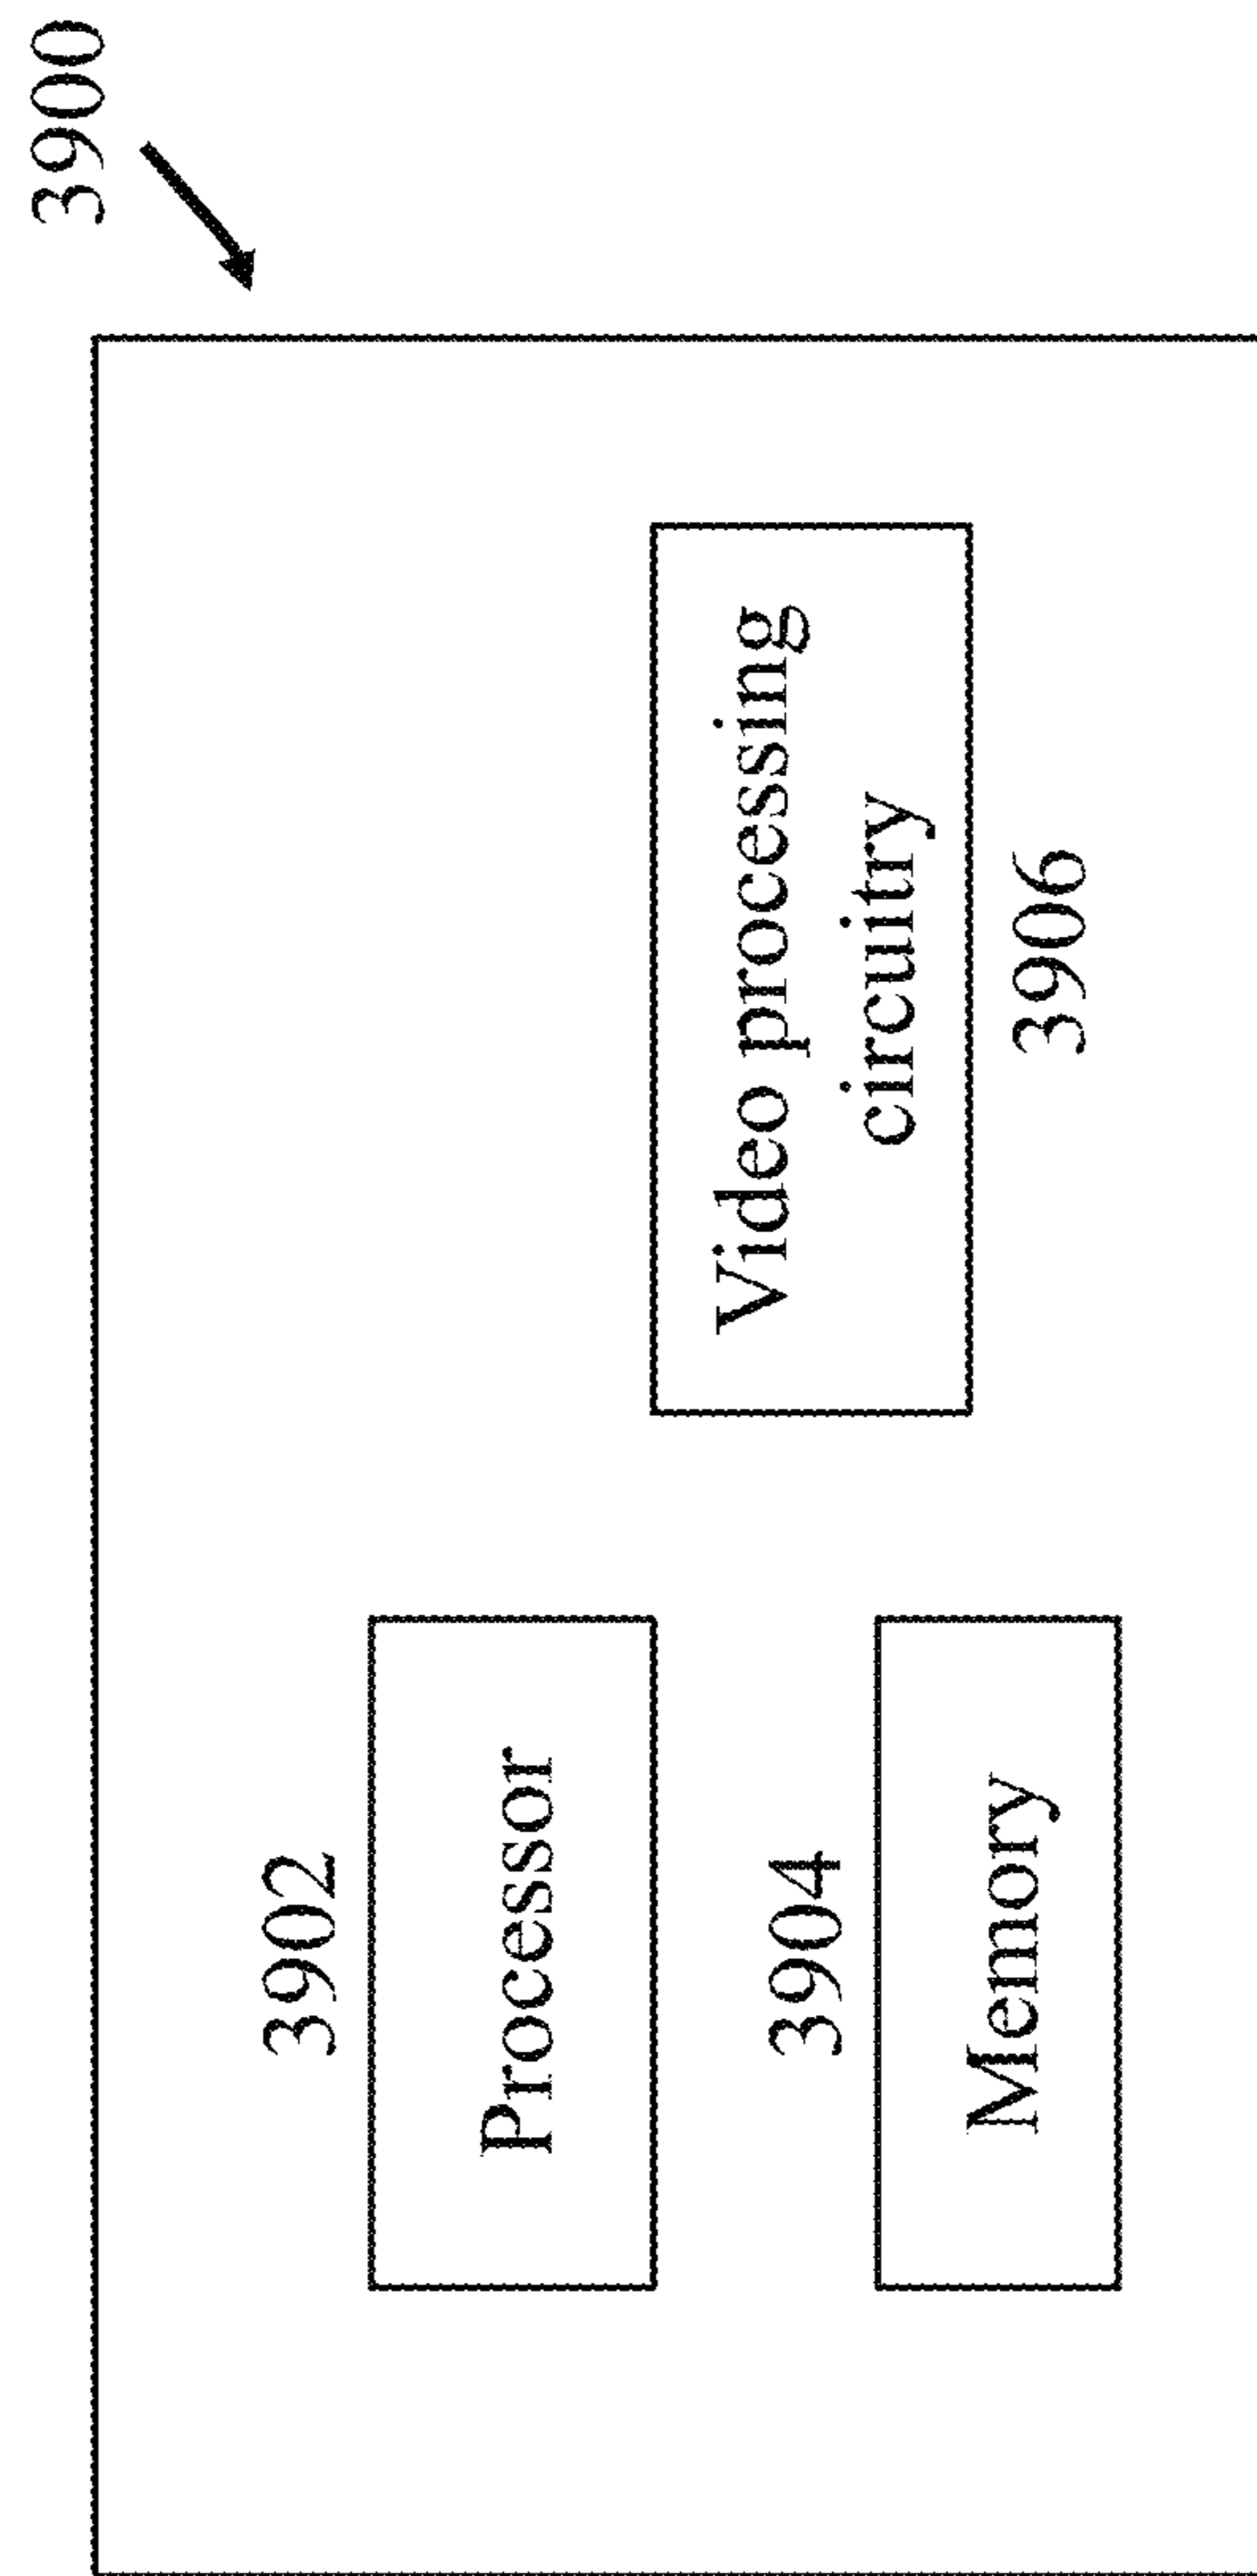 3900
3902
Processor
3904
Memory
Video processing
circuitry
3906